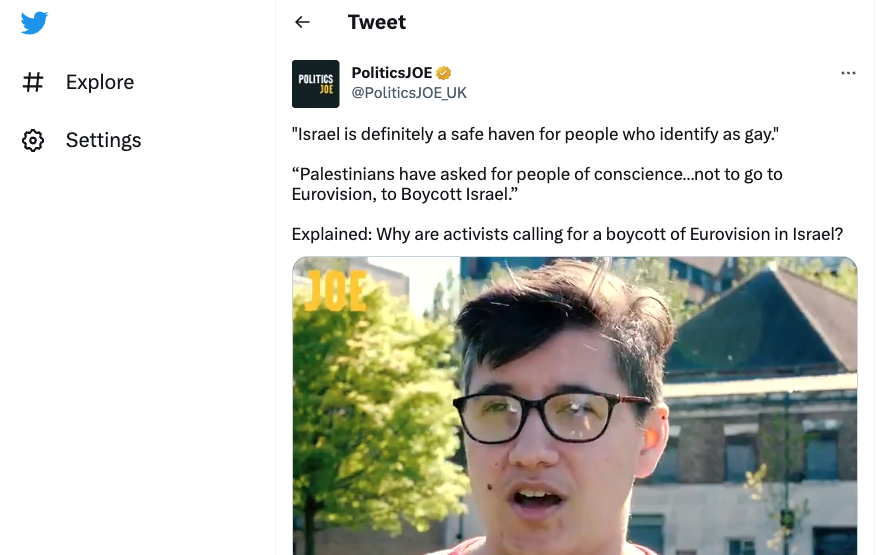 Tweet
Explore
Settings
POLITICS
JOE
PoliticsJOE
@PoliticsJOE_UK
"Israel is definitely a safe haven for people who identify as gay."
“Palestinians have asked for people of conscience...not to go to
Eurovision, to Boycott Israel.”
Explained: Why are activists calling for a boycott of Eurovision in Israel?
JOE